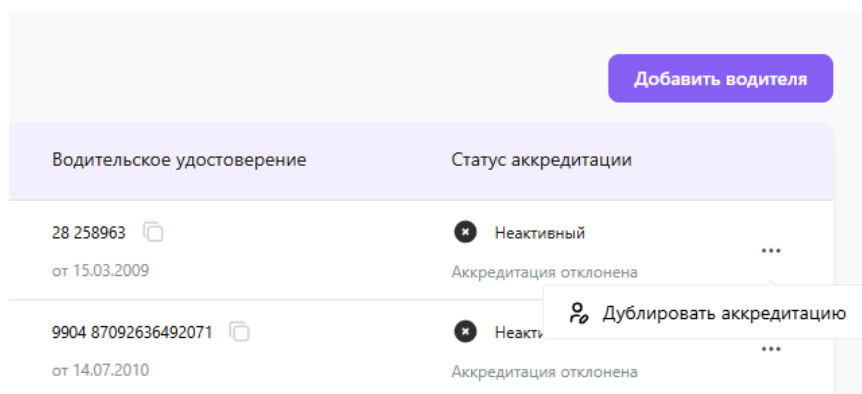 Добавить водителя
Водительское удостоверение Статус аккредитации
28 258963 Неактивный
от 15.03.2009 Аккредитация отклонена
Дублировать аккредитацию
9904 87092636492071
от 14.07.2010 Аккредитация отклонена